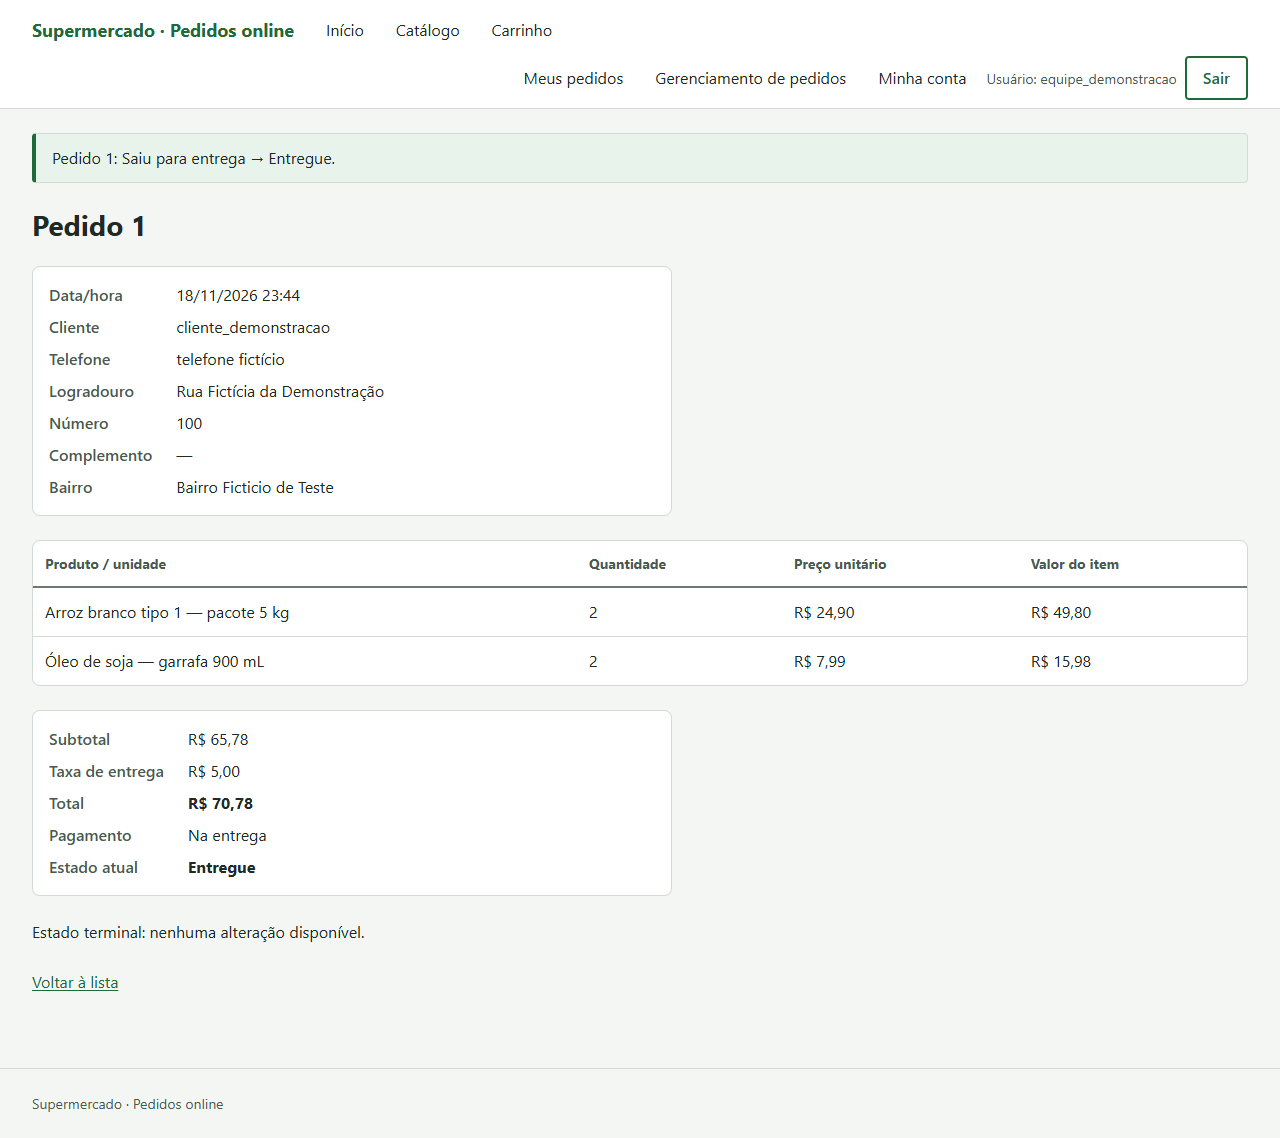 Supermercado · Pedidos online Início Catálogo Carrinho
Meus pedidos Gerenciamento de pedidos Minha conta Usuário: equipe_demonstracao Sair
Pedido 1: Saiu para entrega → Entregue.
Pedido 1
Data/hora 18/11/2026 23:44
Cliente cliente_demonstracao
Telefone telefone fictício
Logradouro Rua Fictícia da Demonstração
Número 100
Complemento —
Bairro Bairro Ficticio de Teste
Produto / unidade Quantidade Preço unitário Valor do item
Arroz branco tipo 1 — pacote 5 kg 2 R$ 24,90 R$ 49,80
Óleo de soja — garrafa 900 mL 2 R$ 7,99 R$ 15,98
Subtotal R$ 65,78
Taxa de entrega R$ 5,00
Total R$ 70,78
Pagamento Na entrega
Estado atual Entregue
Estado terminal: nenhuma alteração disponível.
Voltar à lista
Supermercado · Pedidos online